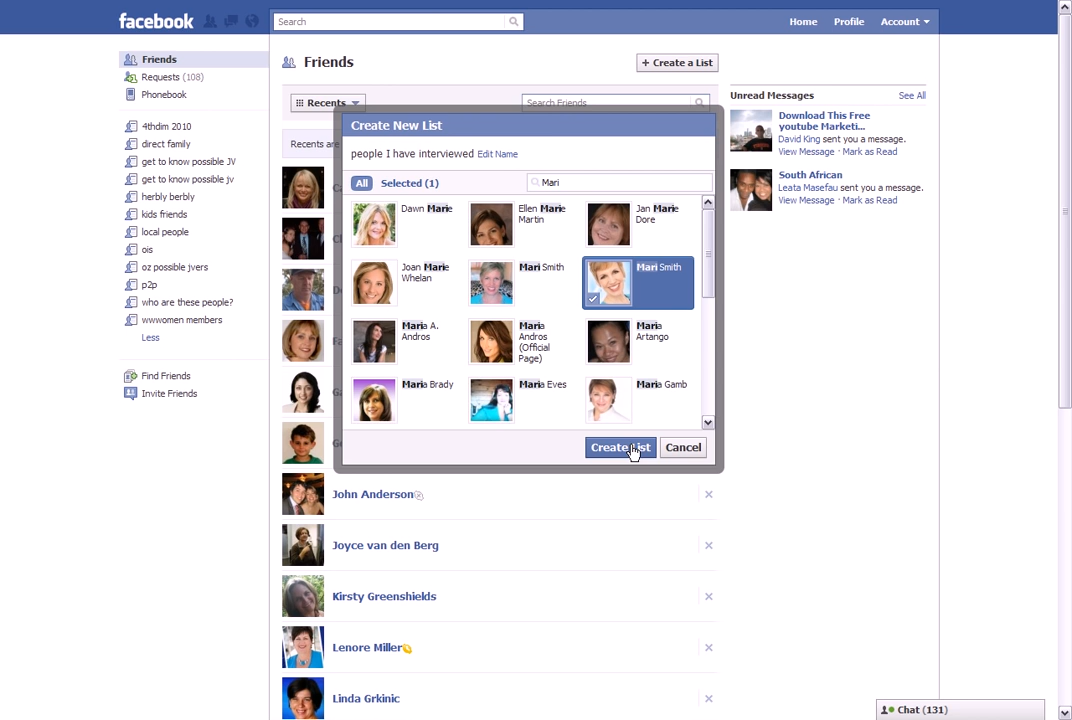 facebook
Search
Home
Profile
Account
Friends
Requests (108)
Phonebook
4thdim 2010
direct family
get to know possible JV
get to know possible jv
herbly berbly
kids friends
local people
ois
oz possible jvers
p2p
who are these people?
wwwomen members
Less
Find Friends
Invite Friends
Friends
+ Create a List
Recents
Search Friends
Recents are
Create New List
people I have interviewed Edit Name
All
Selected (1)
Mari
Dawn Marie
Ellen Marie
Martin
Jan Marie
Dore
Joan Marie
Whelan
Mari Smith
Mari Smith
Maria A.
Andros
Maria
Andros
(Official
Page)
Maria
Artango
Maria Brady
Maria Eves
Maria Gamb
Create List
Cancel
John Anderson
Joyce van den Berg
Kirsty Greenshields
Lenore Miller
Linda Grkinic
Unread Messages
See All
Download This Free
youtube Marketi...
David King sent you a message.
View Message · Mark as Read
South African
Leata Masefau sent you a message.
View Message · Mark as Read
Chat (131)